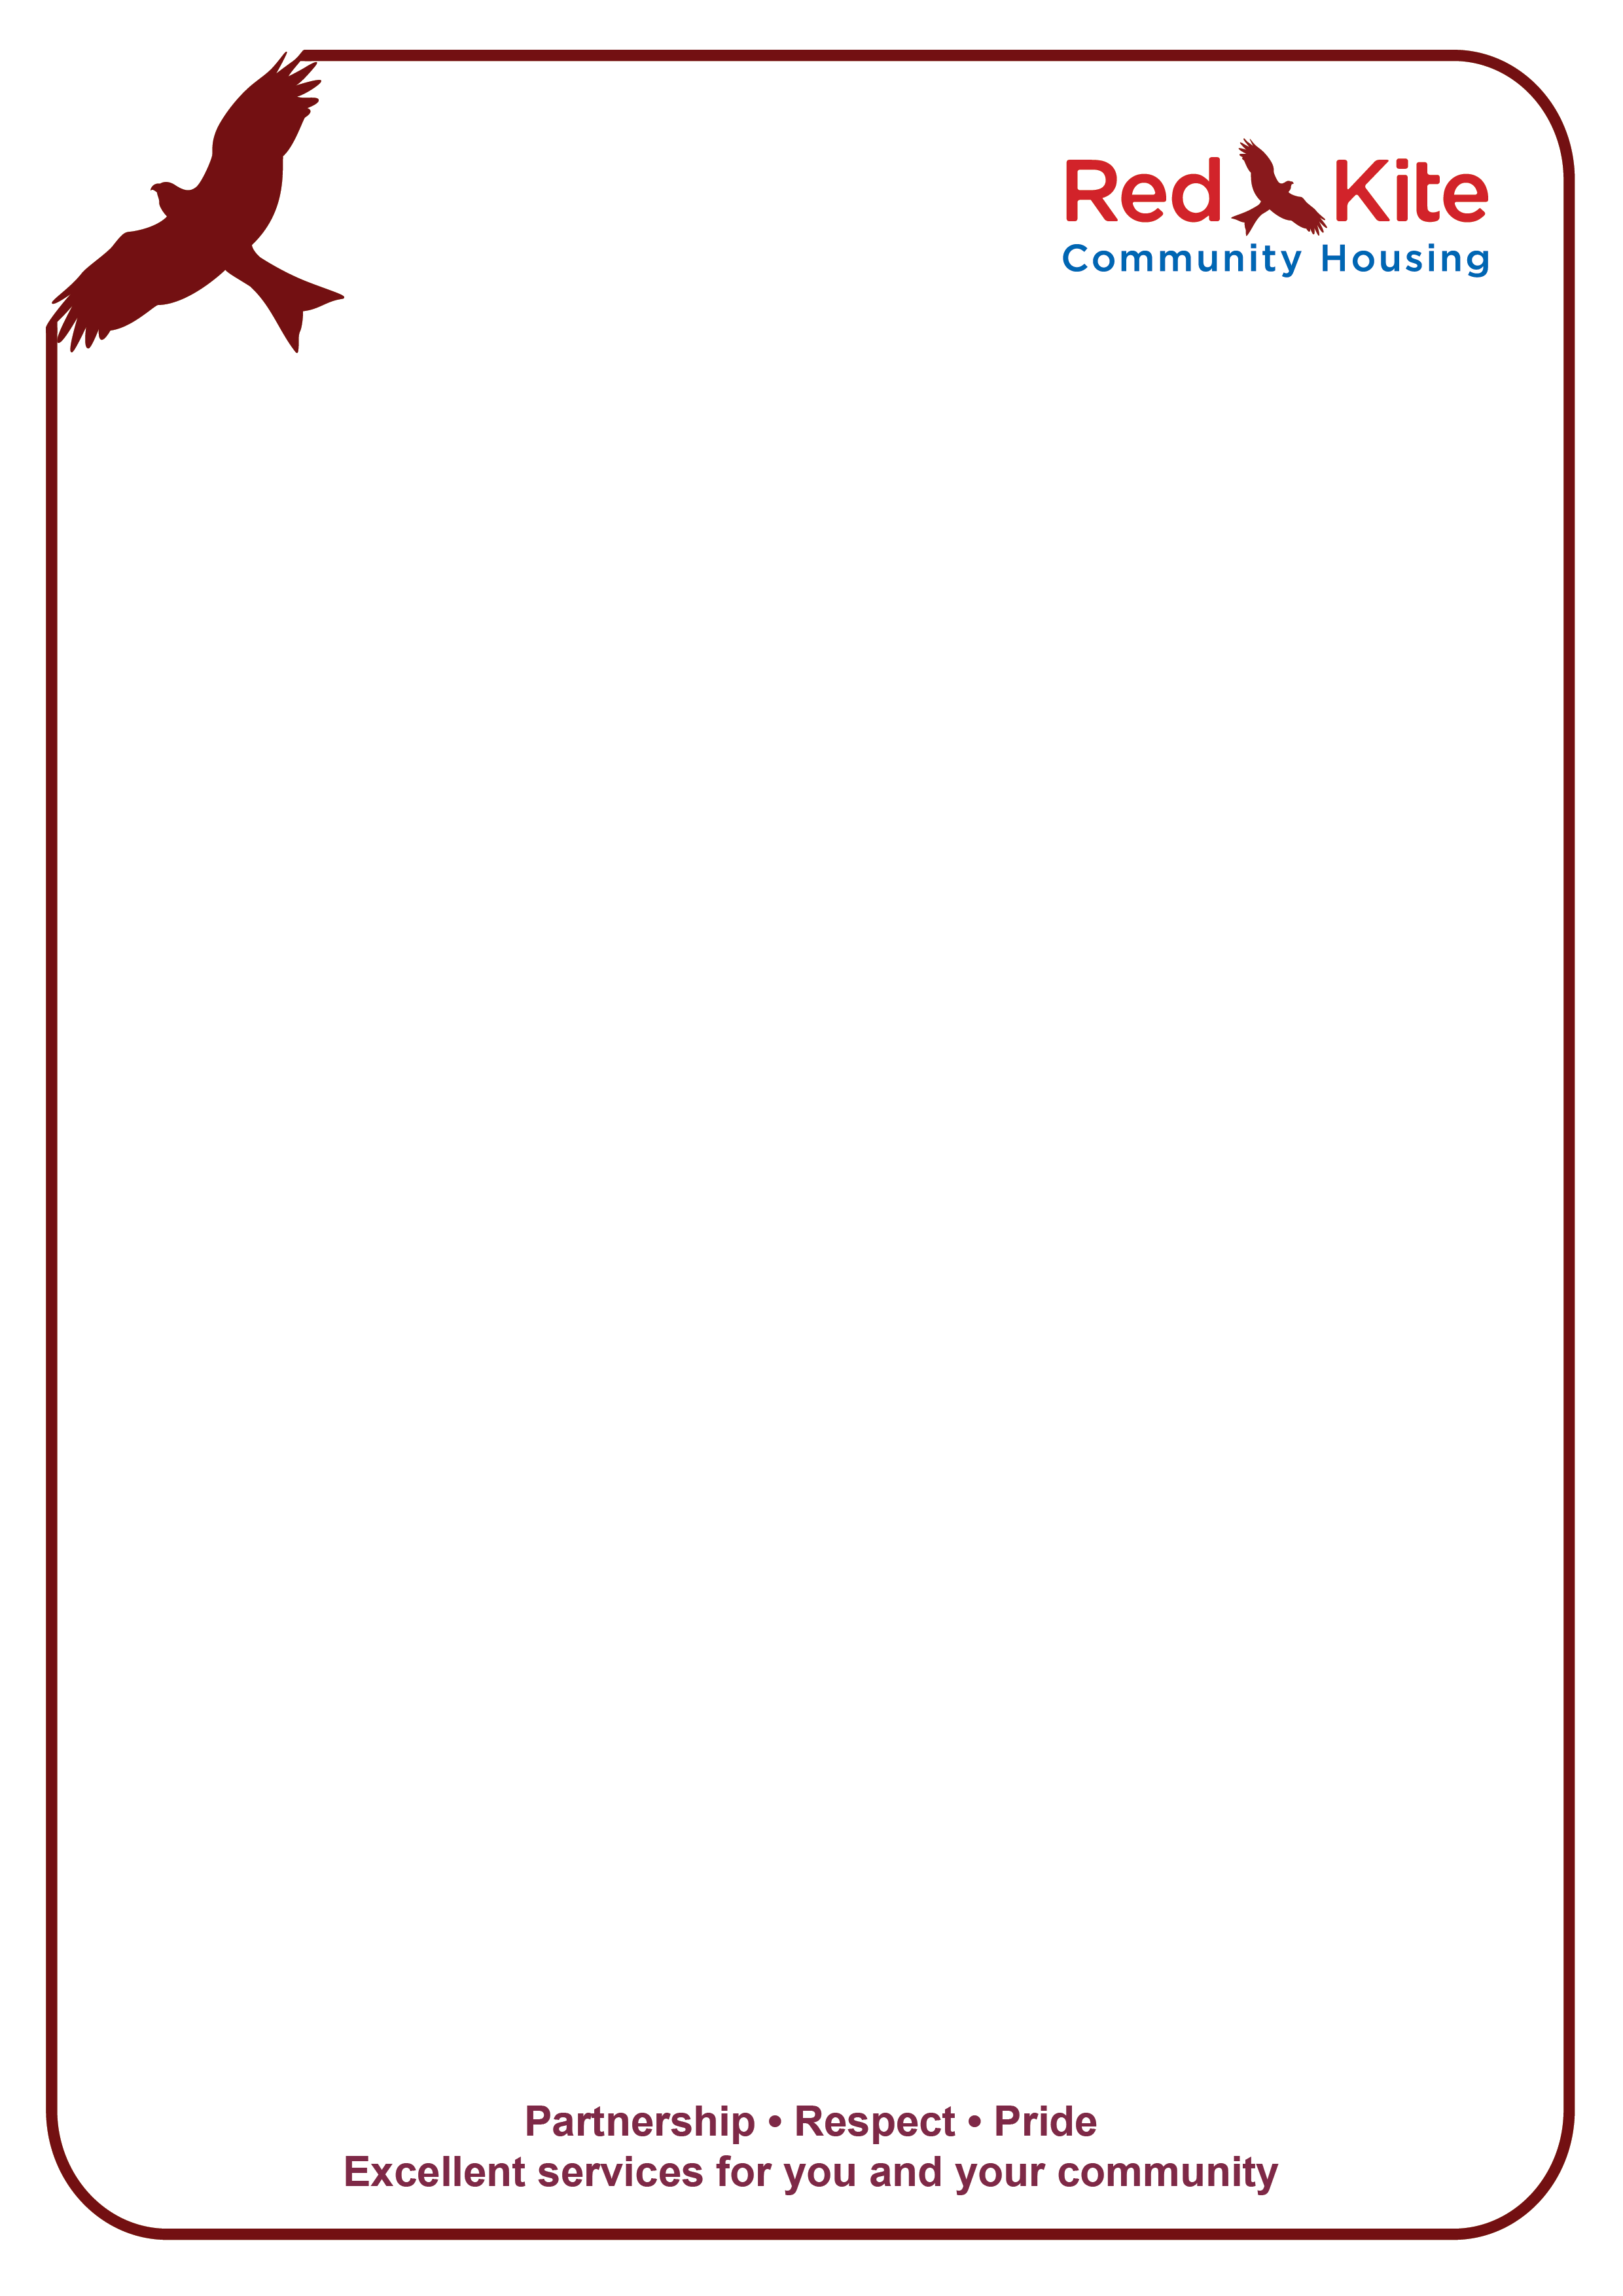 Red Kite
Community Housing
Partnership • Respect • Pride
Excellent services for you and your community